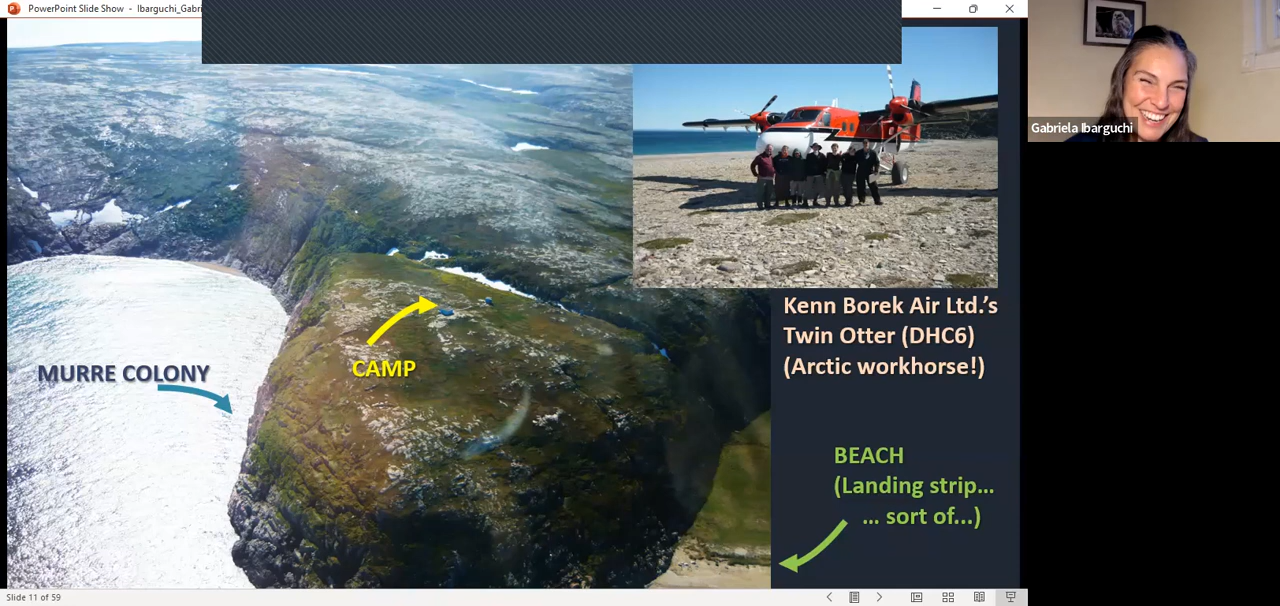 PowerPoint Slide Show - Ibarguchi_Gabri
Gabriela Ibarguchi
Kenn Borek Air Ltd.'s
Twin Otter (DHC6)
(Arctic workhorse!)
MURRE COLONY
CAMP
BEACH
(Landing strip...
... sort of...)
Slide 11 of 59